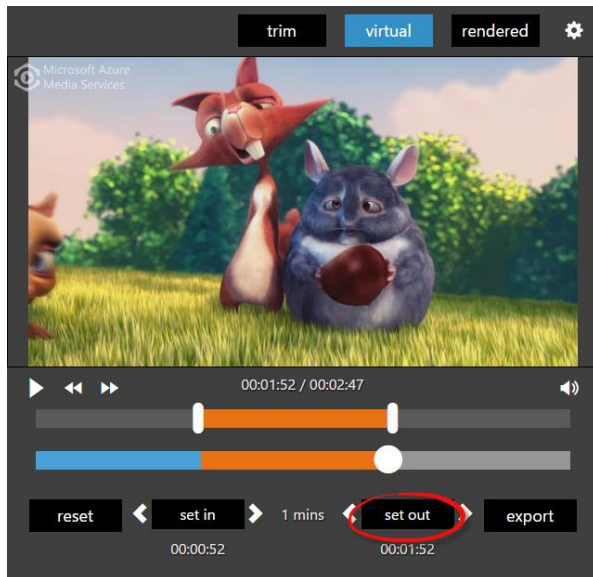 trim virtual rendered
Microsoft Azure
Media Services
00:01:52 / 00:02:47
reset set in 1 mins set out export
00:00:52 00:01:52